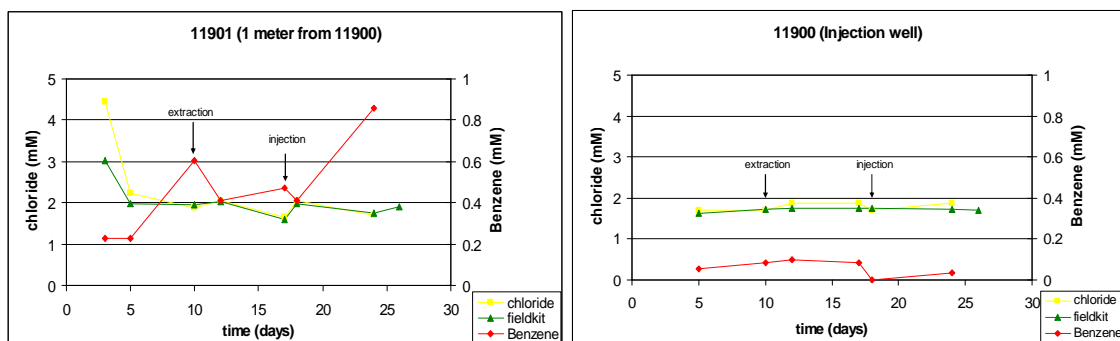 11901 (1 meter from 11900)
5
4
3
2
1
0
chloride (mM)
1
0.8
0.6
0.4
0.2
0
Benzene (mM)
extraction
injection
0 5 10 15 20 25 30
time (days)
chloride
fieldkit
Benzene
11900 (Injection well)
5
4
3
2
1
0
chloride (mM)
1
0.8
0.6
0.4
0.2
0
Benzene (mM)
extraction
injection
0 5 10 15 20 25 30
time (days)
chloride
fieldkit
Benzene